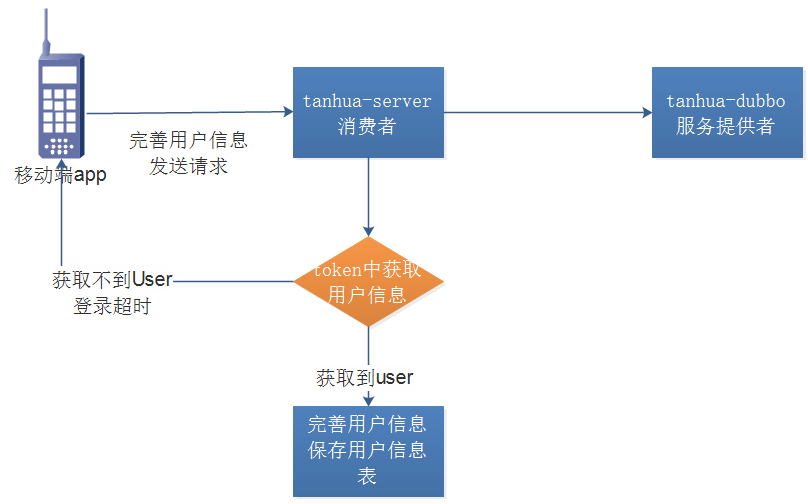 tanhua-server
消费者
tanhua-dubbo
服务提供者
完善用户信息
发送请求
移动端app
token中获取
用户信息
获取不到User
登录超时
获取到user
完善用户信息
保存用户信息
表